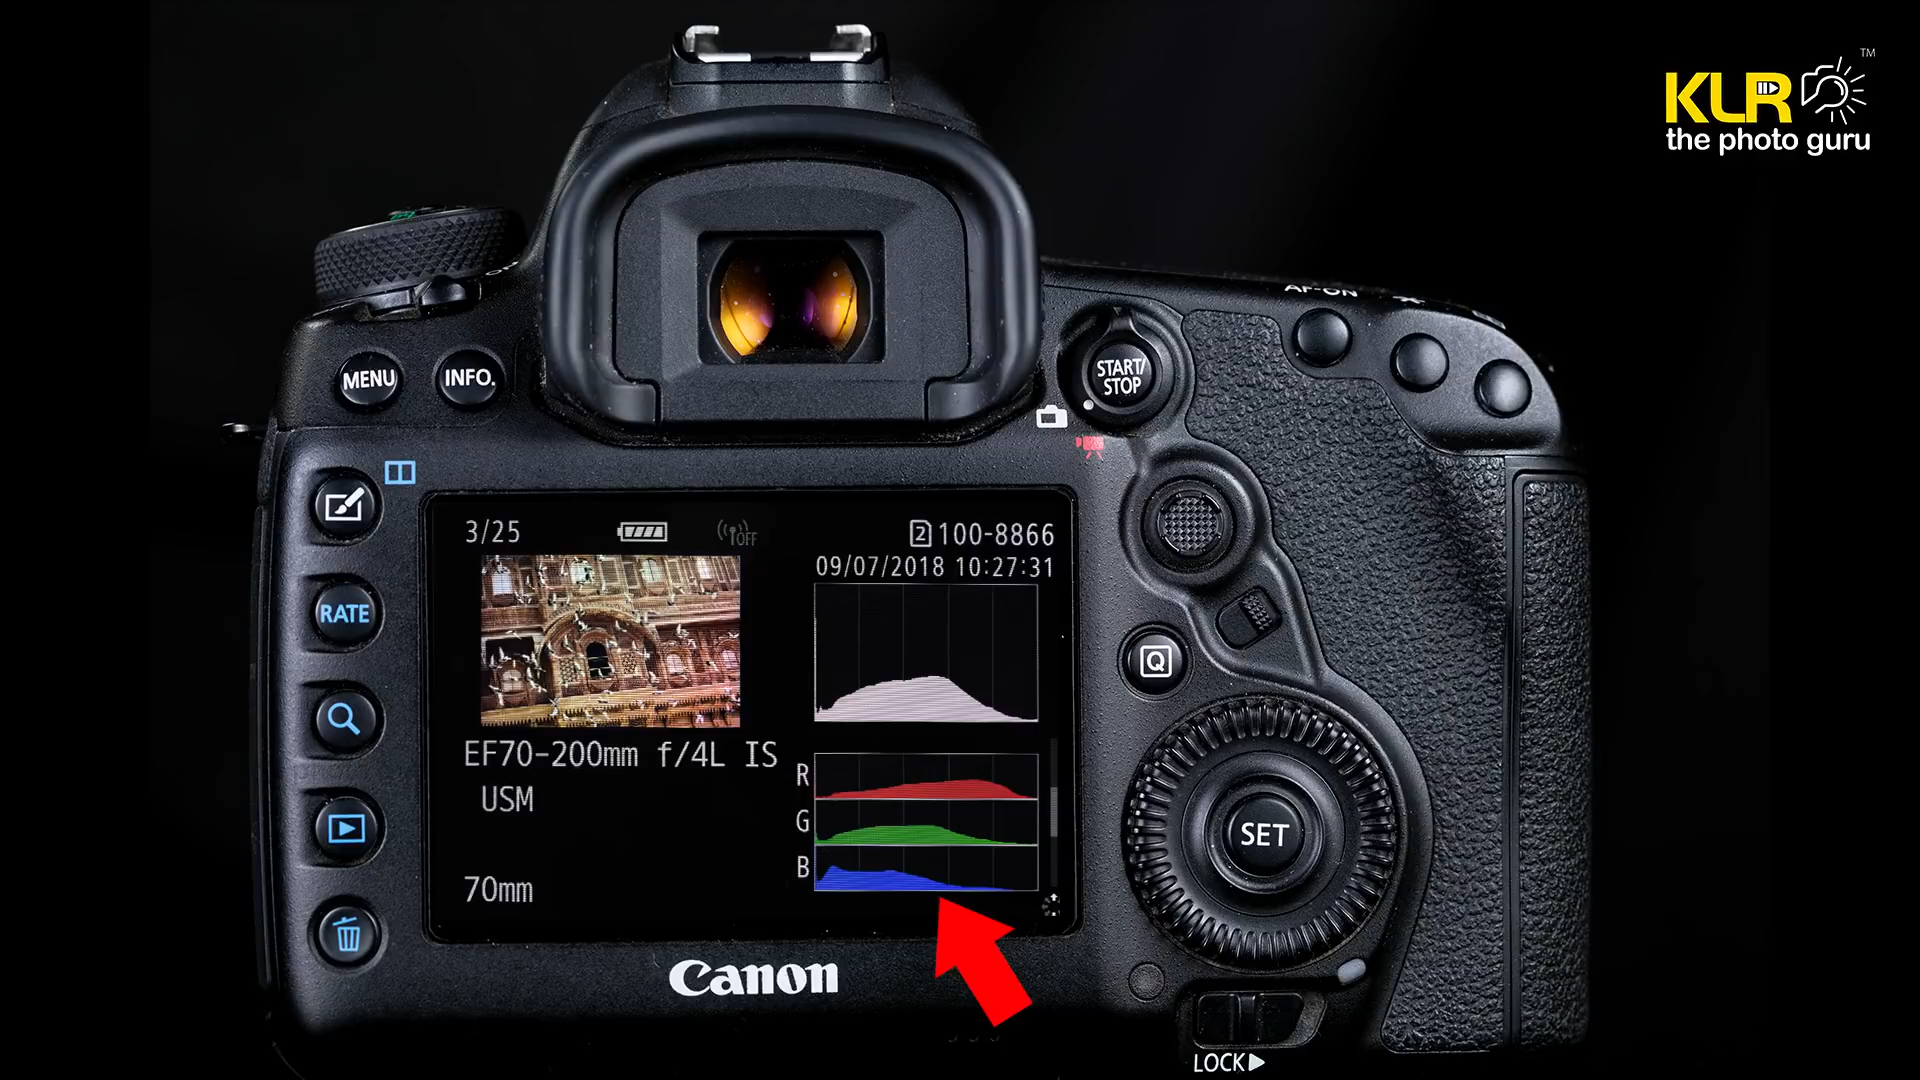 TM
KLR
the photo guru
AF-ON
MENU
INFO.
START/
STOP
3/25
OFF
2 100-8866
09/07/2018 10:27:31
RATE
Q
EF70-200mm f/4L IS
USM
R
G
B
70mm
SET
Canon
LOCK▶